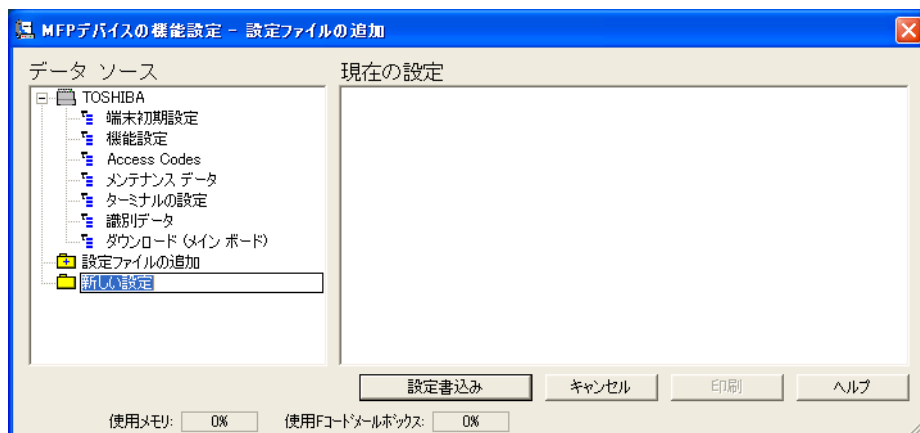 MFPデバイスの機能設定 - 設定ファイルの追加
データ ソース
現在の設定
TOSHIBA
端末初期設定
機能設定
Access Codes
メンテナンス データ
ターミナルの設定
識別データ
ダウンロード (メイン ボード)
設定ファイルの追加
新しい設定
設定書込み
キャンセル
印刷
ヘルプ
使用メモリ: 0%
使用Fコードメールボックス: 0%